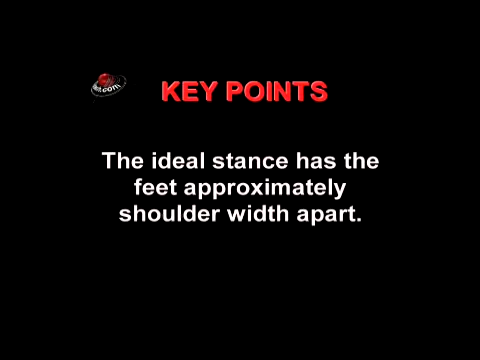 KEY POINTS
The ideal stance has the
feet approximately
shoulder width apart.